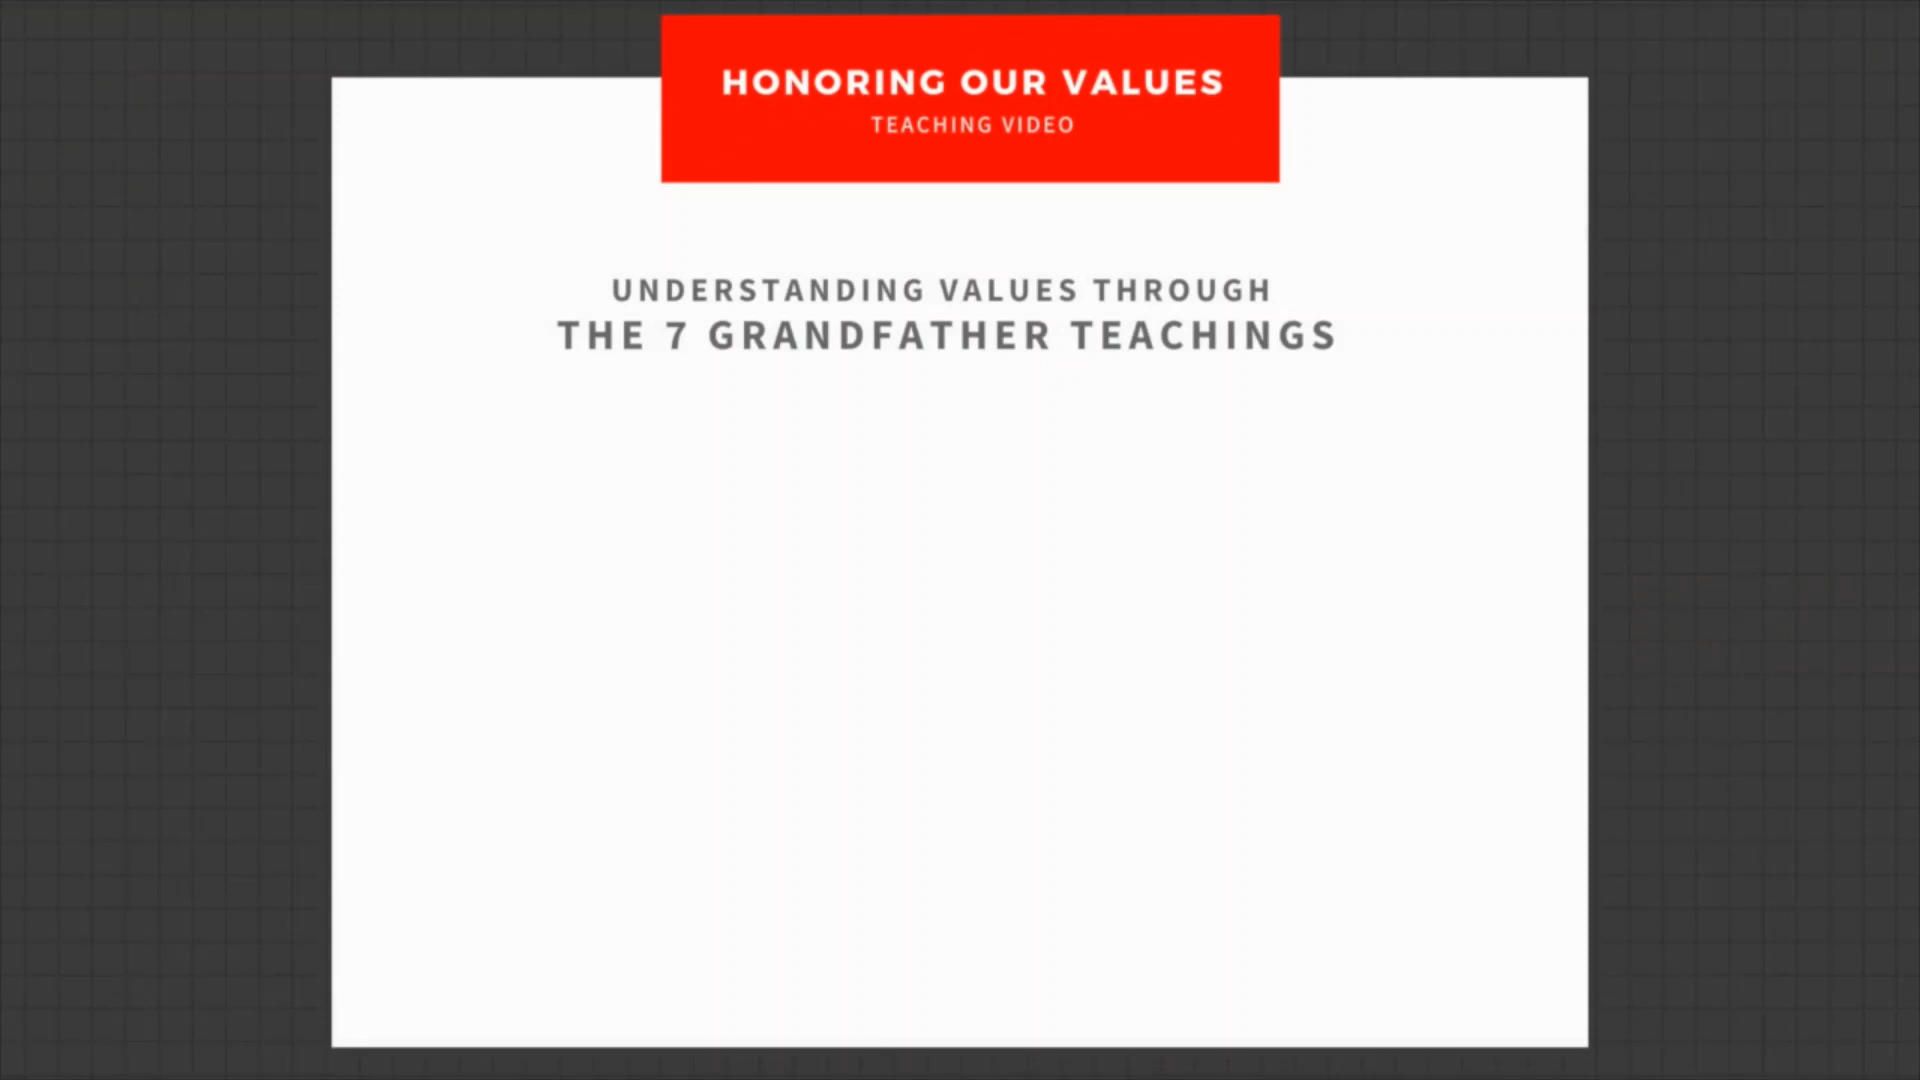 HONORING OUR VALUES
TEACHING VIDEO
UNDERSTANDING VALUES THROUGH
THE 7 GRANDFATHER TEACHINGS